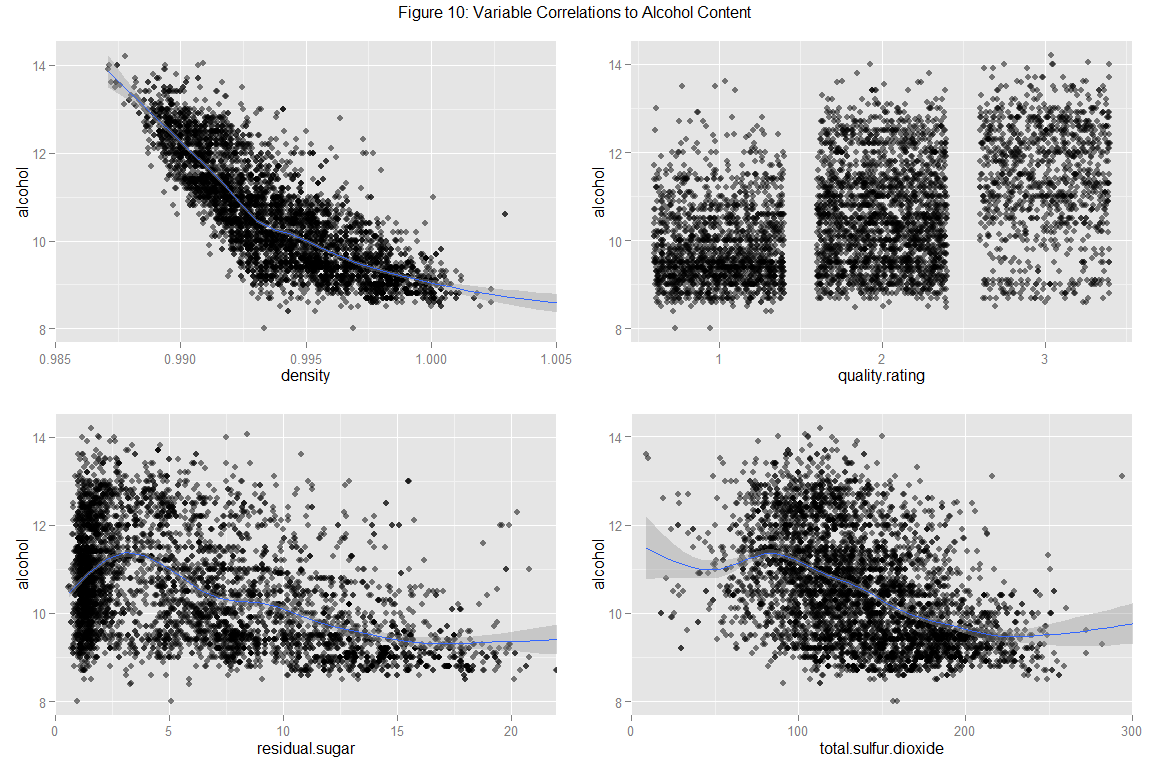 Figure 10: Variable Correlations to Alcohol Content
alcohol
14
12
10
8
0.985 0.990 0.995 1.000 1.005
density
alcohol
14
12
10
8
1 2 3
quality.rating
alcohol
14
12
10
8
0 5 10 15 20
residual.sugar
alcohol
14
12
10
8
0 100 200 300
total.sulfur.dioxide